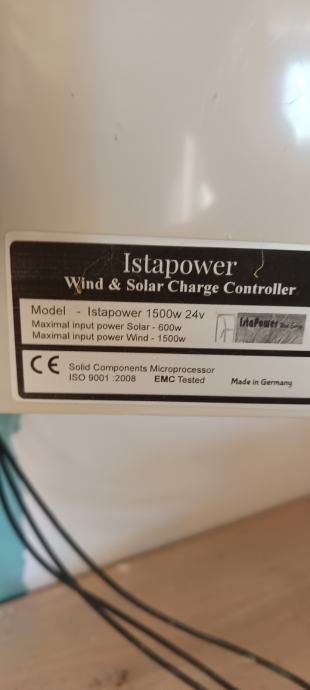 Istapower
Wind & Solar Charge Controller
Model - Istapower 1500w 24v
Maximal input power Solar - 600w
Maximal input power Wind - 1500w
IstaPower
CE Solid Components Microprocessor
ISO 9001 :2008 EMC Tested Made in Germany